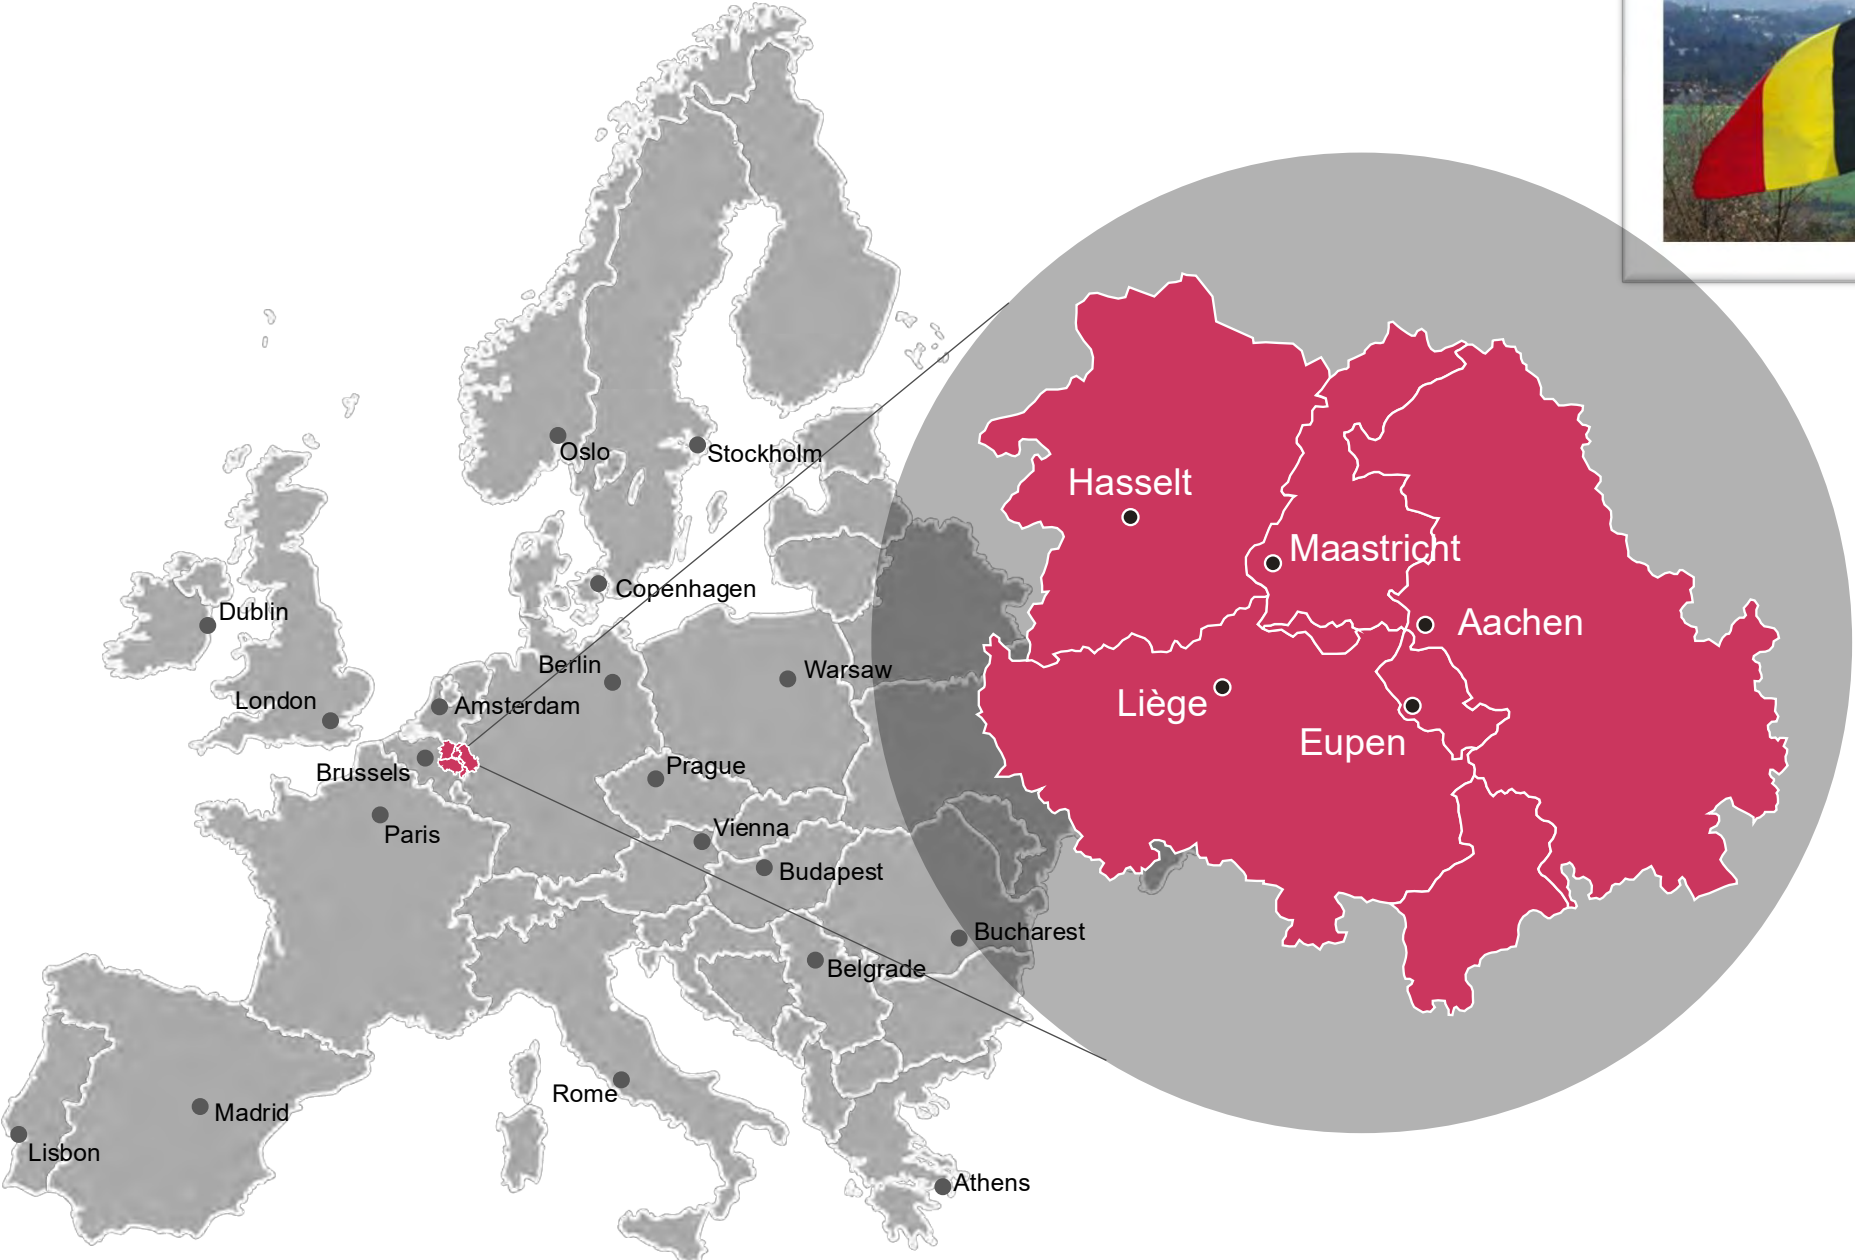 Oslo
Stockholm
Copenhagen
Dublin
Berlin
Warsaw
London
Amsterdam
Brussels
Prague
Paris
Vienna
Budapest
Bucharest
Belgrade
Rome
Madrid
Lisbon
Athens
Hasselt
Maastricht
Aachen
Liège
Eupen